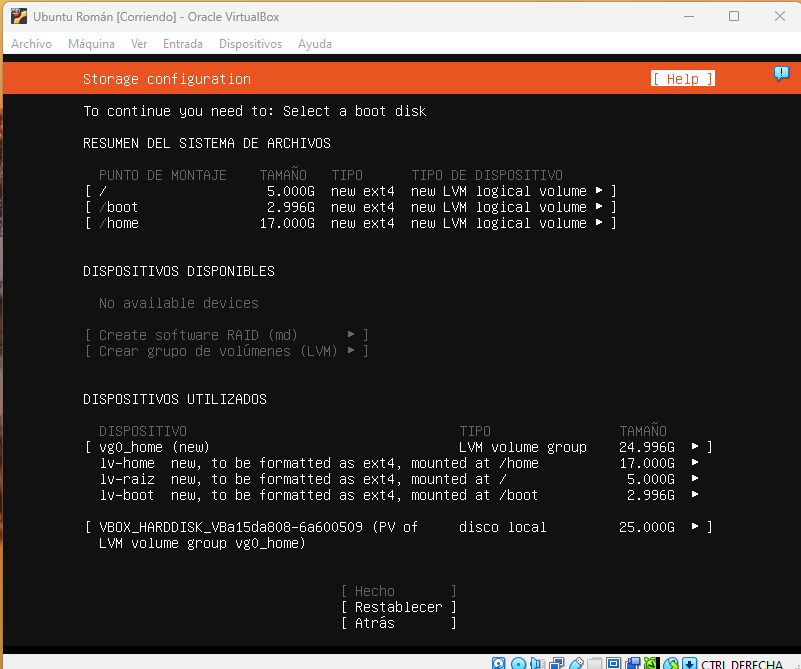 Ubuntu Román [Corriendo] - Oracle VirtualBox
Archivo Máquina Ver Entrada Dispositivos Ayuda
Storage configuration [ Help ]
To continue you need to: Select a boot disk
RESUMEN DEL SISTEMA DE ARCHIVOS
PUNTO DE MONTAJE TAMAÑO TIPO TIPO DE DISPOSITIVO
[ / 5.000G new ext4 new LVM logical volume ▸ ]
[ /boot 2.996G new ext4 new LVM logical volume ▸ ]
[ /home 17.000G new ext4 new LVM logical volume ▸ ]
DISPOSITIVOS DISPONIBLES
No available devices
[ Create software RAID (md) ▸ ]
[ Crear grupo de volúmenes (LVM) ▸ ]
DISPOSITIVOS UTILIZADOS
DISPOSITIVO TIPO TAMAÑO
[ vg0_home (new) LVM volume group 24.996G ▸ ]
lv-home new, to be formatted as ext4, mounted at /home 17.000G ▸
lv-raiz new, to be formatted as ext4, mounted at / 5.000G ▸
lv-boot new, to be formatted as ext4, mounted at /boot 2.996G ▸
[ VBOX_HARDDISK_VBa15da808-6a600509 (PV of disco local 25.000G ▸ ]
LVM volume group vg0_home)
[ Hecho ]
[ Restablecer ]
[ Atrás ]
CTRL DERECHA